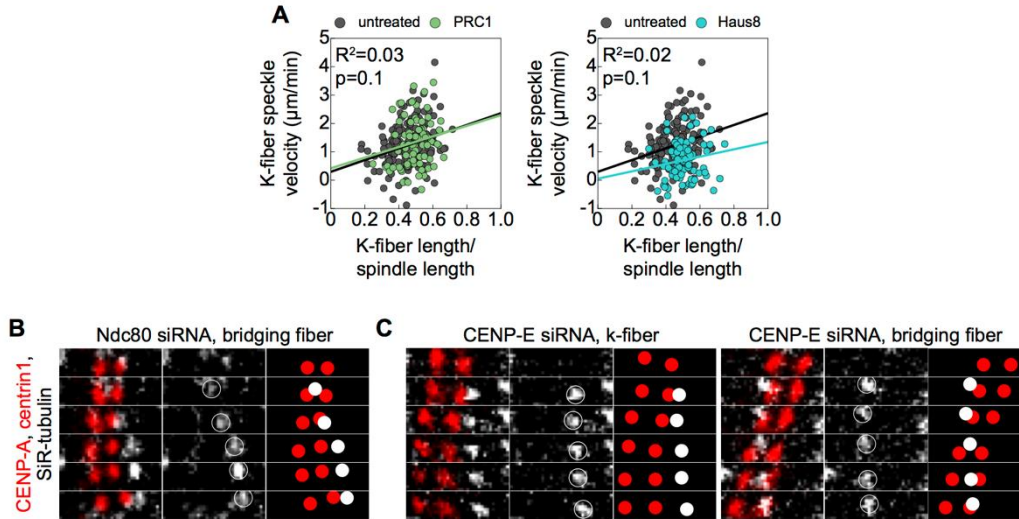 A
untreated PRC1
untreated Haus8
K-fiber speckle
velocity (µm/min)
5
4
3
2
1
0
-1
R²=0.03
p=0.1
0 0.2 0.4 0.6 0.8 1.0
K-fiber length/
spindle length
K-fiber speckle
velocity (µm/min)
5
4
3
2
1
0
-1
R²=0.02
p=0.1
0 0.2 0.4 0.6 0.8 1.0
K-fiber length/
spindle length
B
Ndc80 siRNA, bridging fiber
CENP-A, centrin1,
SiR-tubulin
C
CENP-E siRNA, k-fiber
CENP-E siRNA, bridging fiber